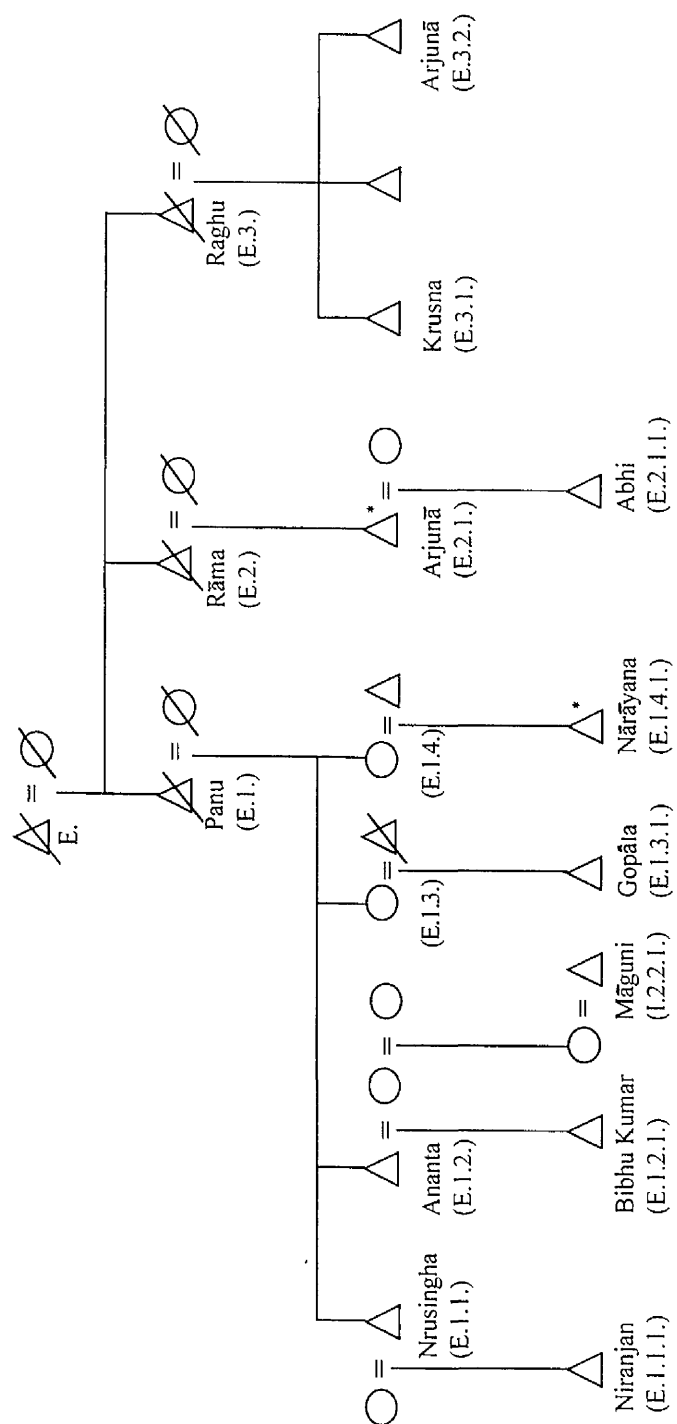 E.
Panu
(E.1.)
Rāma
(E.2.)
Raghu
(E.3.)
Nrusingha
(E.1.1.)
Ananta
(E.1.2.)
(E.1.3.)
(E.1.4.)
Arjunā
(E.2.1.)
*
Krusna
(E.3.1.)
Arjunā
(E.3.2.)
Niranjan
(E.1.1.1.)
Bibhu Kumar
(E.1.2.1.)
Māguni
(I.2.2.1.)
Gopāla
(E.1.3.1.)
Nārāyana
(E.1.4.1.)
*
Abhi
(E.2.1.1.)